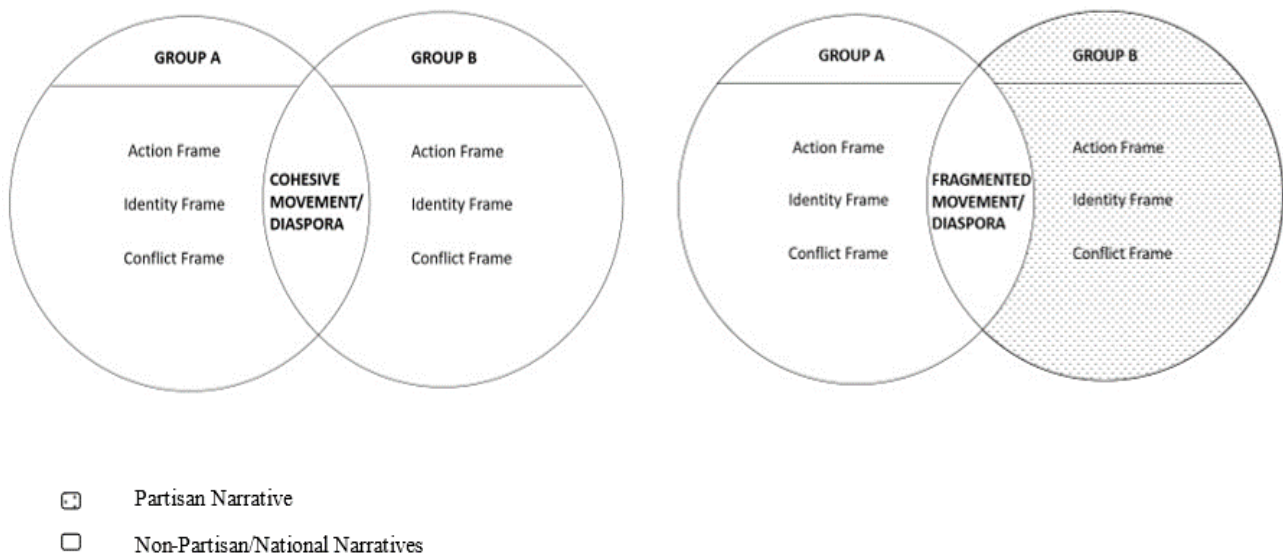 GROUP A
GROUP B
Action Frame
Identity Frame
Conflict Frame
COHESIVE
MOVEMENT/
DIASPORA
Action Frame
Identity Frame
Conflict Frame
GROUP A
GROUP B
Action Frame
Identity Frame
Conflict Frame
FRAGMENTED
MOVEMENT/
DIASPORA
Action Frame
Identity Frame
Conflict Frame
Partisan Narrative
Non-Partisan/National Narratives